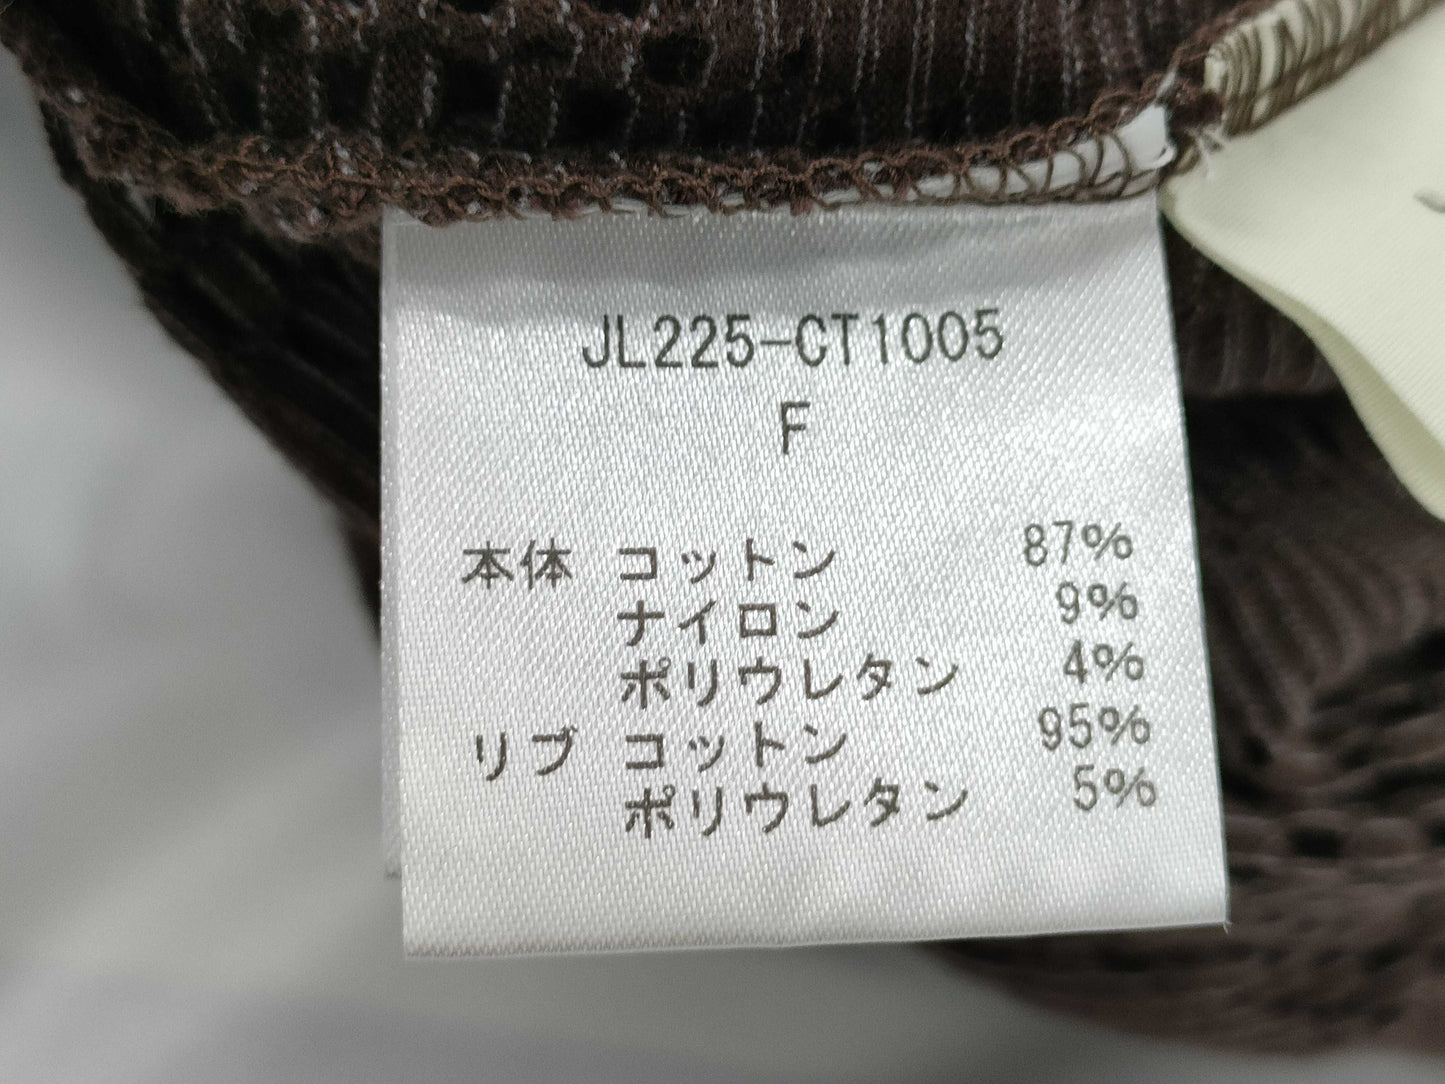 JL225-CT1005
F
本体 コットン 87%
ナイロン 9%
ポリウレタン 4%
リブ コットン 95%
ポリウレタン 5%